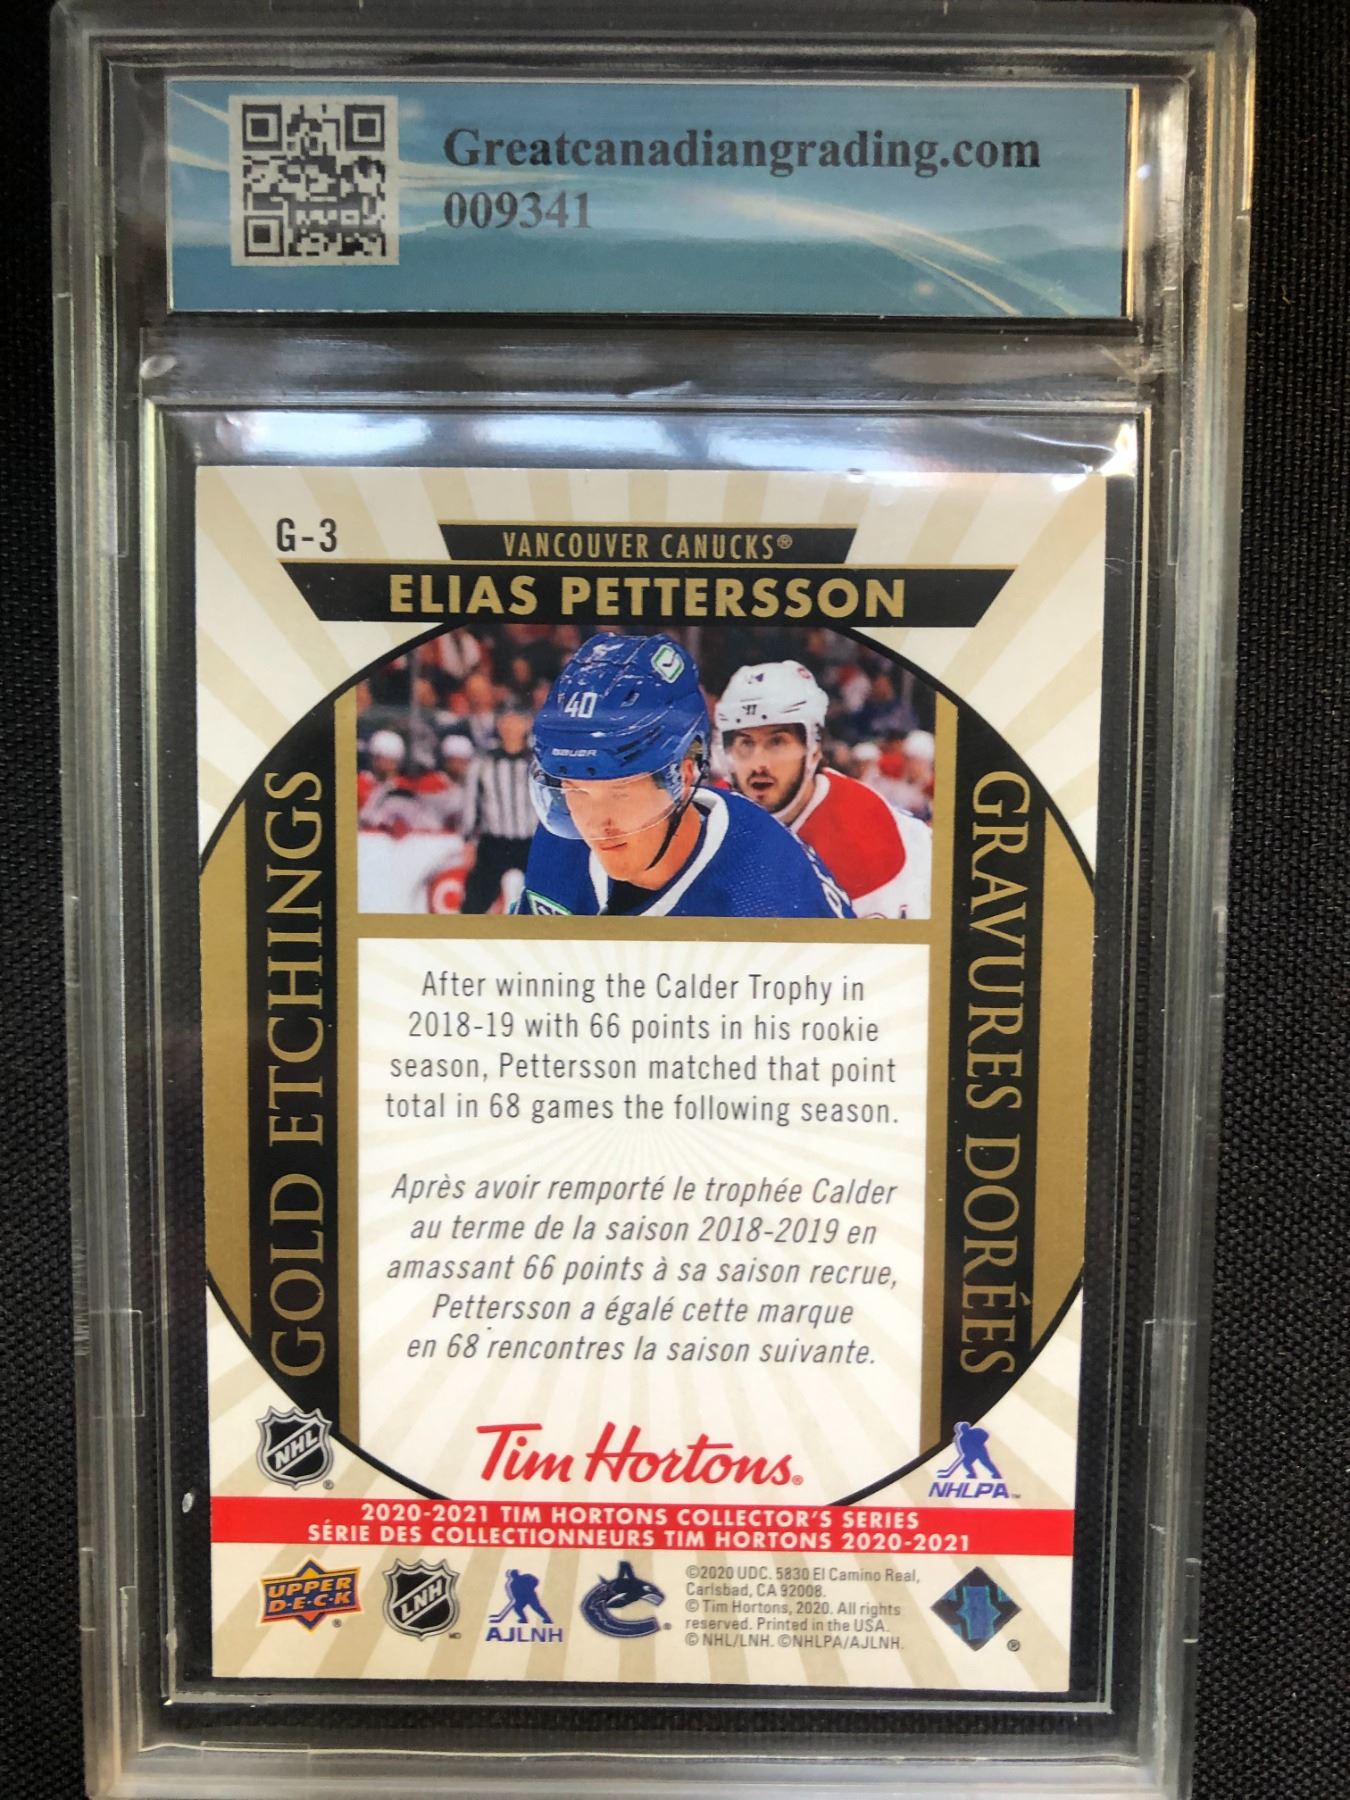 Greatcanadiangrading.com
009341
G-3
VANCOUVER CANUCKS®
ELIAS PETTERSSON
40
BAUER
GOLD ETCHINGS
GRAVURES DORÉES
After winning the Calder Trophy in
2018-19 with 66 points in his rookie
season, Pettersson matched that point
total in 68 games the following season.
Après avoir remporté le trophée Calder
au terme de la saison 2018-2019 en
amassant 66 points à sa saison recrue,
Pettersson a égalé cette marque
en 68 rencontres la saison suivante.
NHL ®
Tim Hortons®
NHLPA™
2020-2021 TIM HORTONS COLLECTOR'S SERIES
SÉRIE DES COLLECTIONNEURS TIM HORTONS 2020-2021
UPPER
D·E·C·K ®
LNH MD
AJLNH
©2020 UDC. 5830 El Camino Real,
Carlsbad, CA 92008.
© Tim Hortons, 2020. All rights
reserved. Printed in the USA.
© NHL/LNH. ©NHLPA/AJLNH.
®